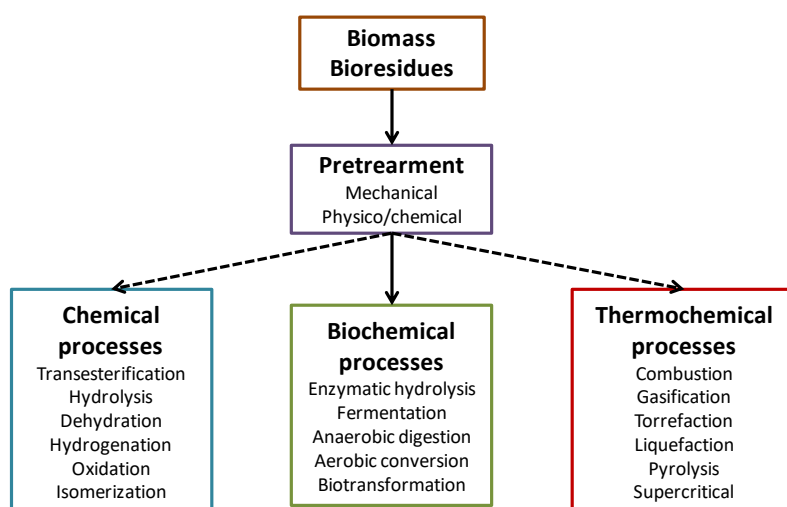 Biomass
Bioresidues
Pretrearment
Mechanical
Physico/chemical
Chemical
processes
Transesterification
Hydrolysis
Dehydration
Hydrogenation
Oxidation
Isomerization
Biochemical
processes
Enzymatic hydrolysis
Fermentation
Anaerobic digestion
Aerobic conversion
Biotransformation
Thermochemical
processes
Combustion
Gasification
Torrefaction
Liquefaction
Pyrolysis
Supercritical